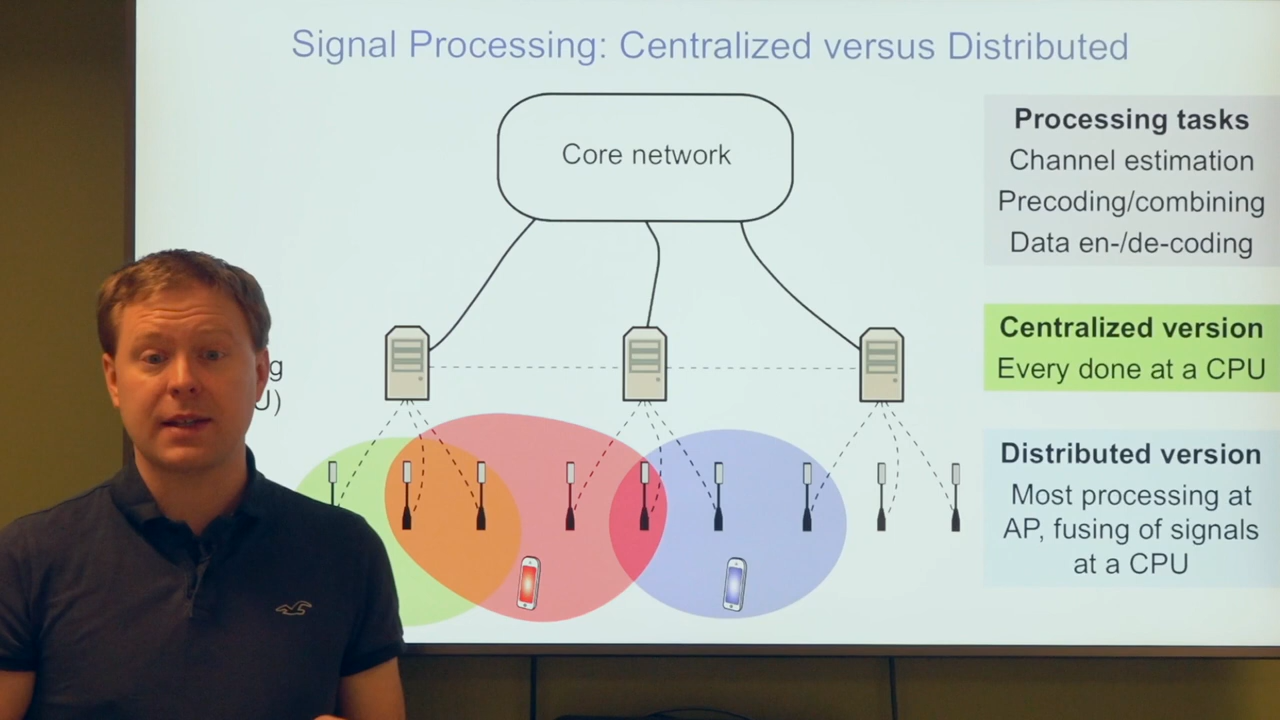 Signal Processing: Centralized versus Distributed
Core network
Processing tasks
Channel estimation
Precoding/combining
Data en-/de-coding
Centralized version
Every done at a CPU
Distributed version
Most processing at
AP, fusing of signals
at a CPU
g
U)